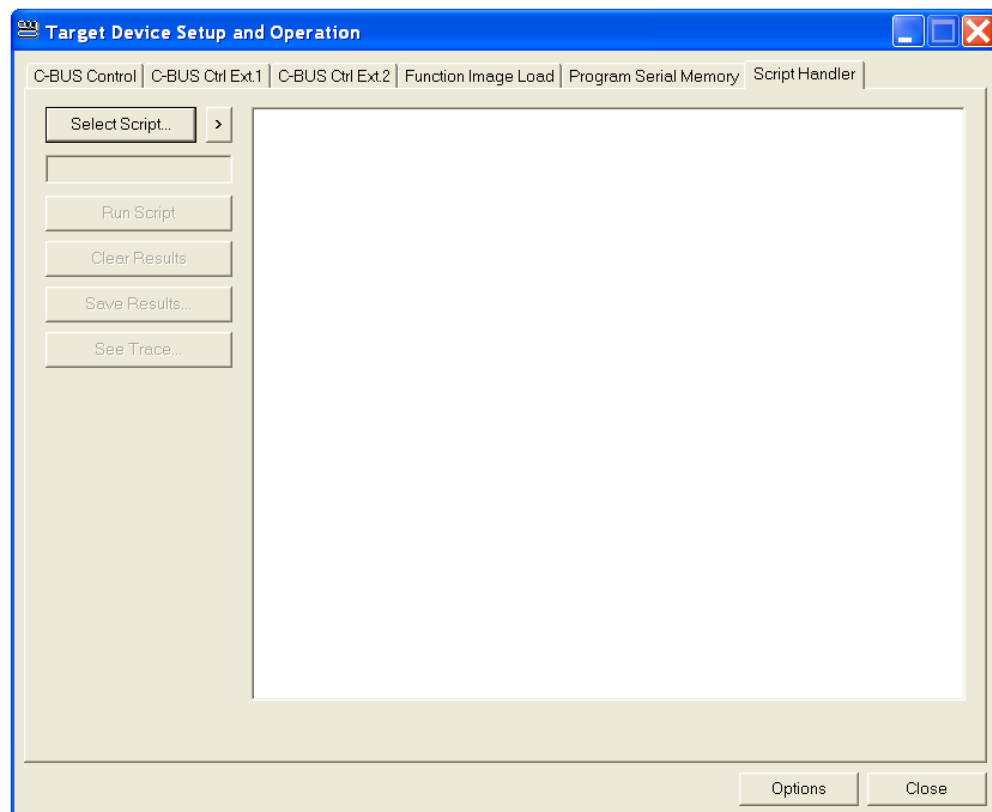 Target Device Setup and Operation
C-BUS Control C-BUS Ctrl Ext.1 C-BUS Ctrl Ext.2 Function Image Load Program Serial Memory Script Handler
Select Script... >
Run Script
Clear Results
Save Results...
See Trace...
Options Close